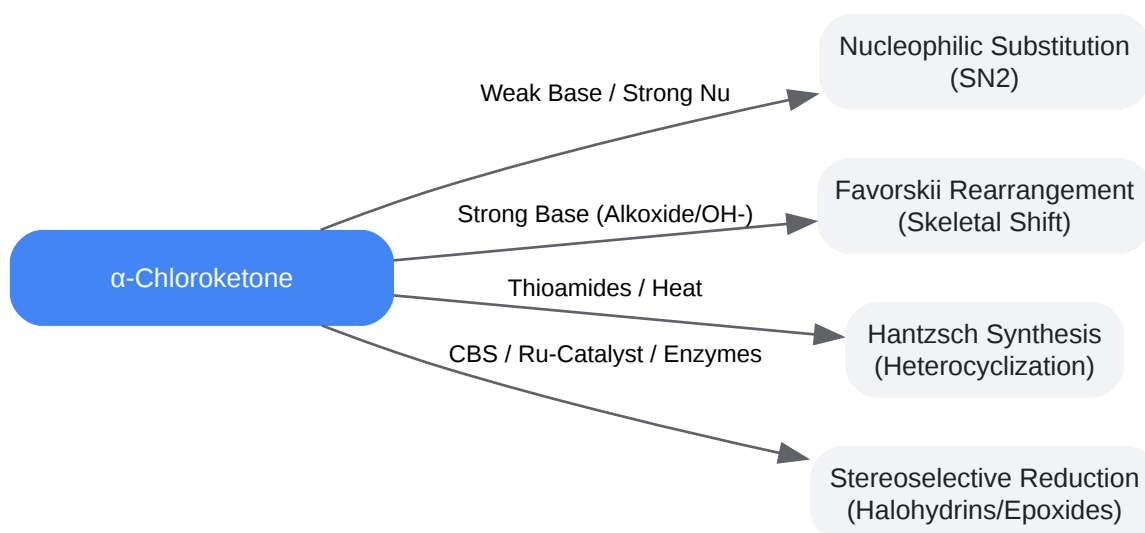 Nucleophilic Substitution
(SN2)
Weak Base / Strong Nu
Favorskii Rearrangement
(Skeletal Shift)
Strong Base (Alkoxide/OH-)
α-Chloroketone
Thioamides / Heat
Hantzsch Synthesis
(Heterocyclization)
CBS / Ru-Catalyst / Enzymes
Stereoselective Reduction
(Halohydrins/Epoxides)